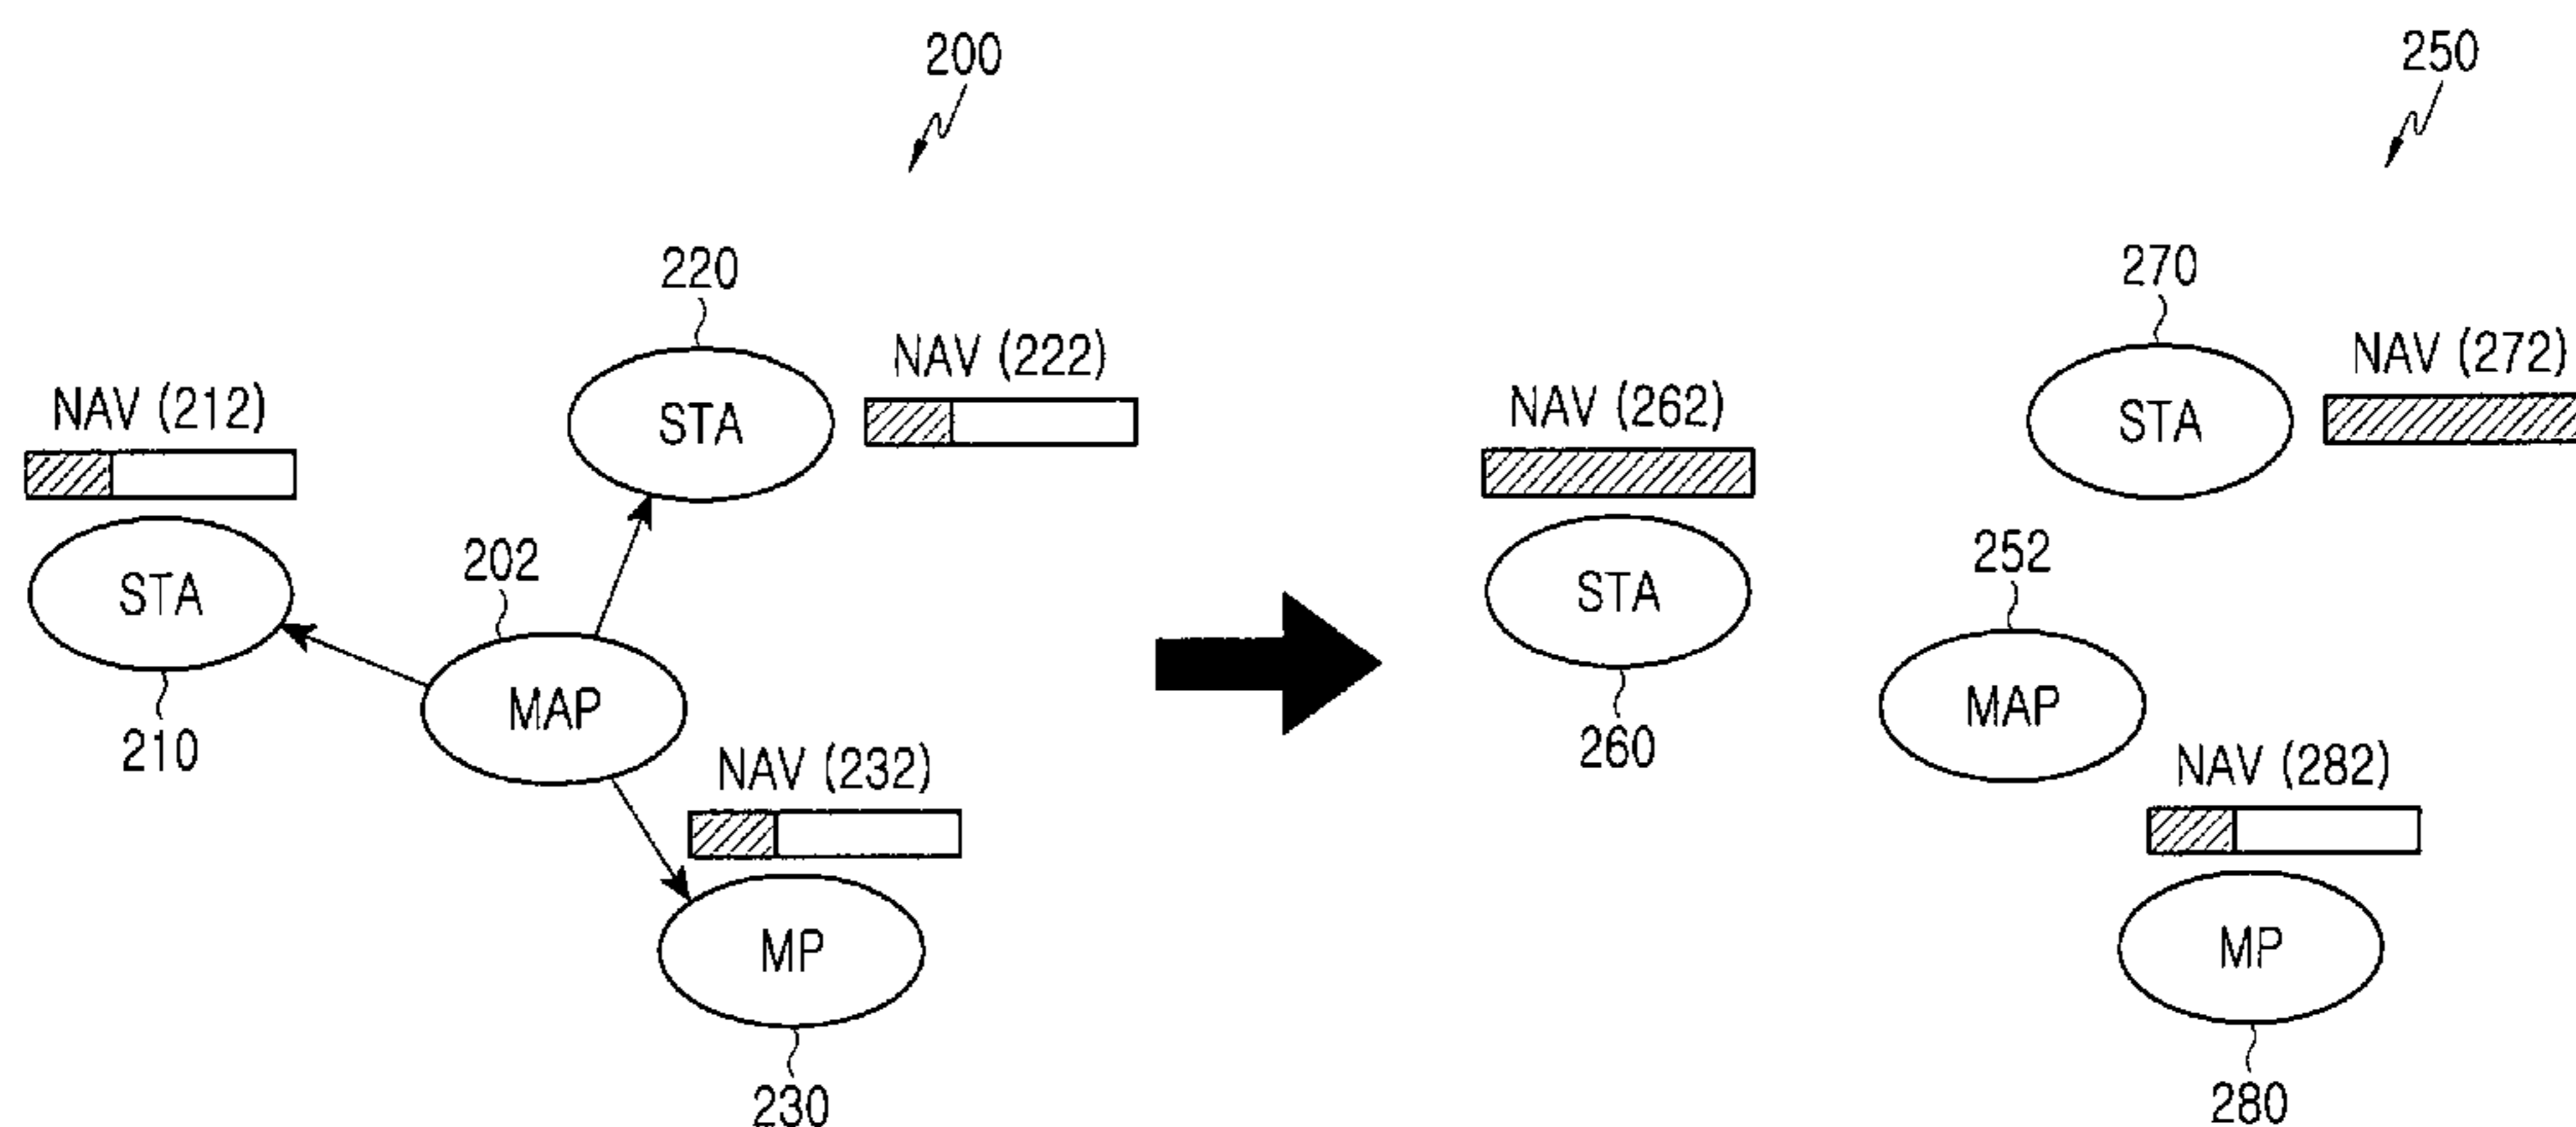 200
250
220
270
NAV (222)
NAV (272)
NAV (212)
NAV (262)
STA
STA
202
252
STA
STA
MAP
MAP
210
260
NAV (232)
NAV (282)
MP
MP
230
280